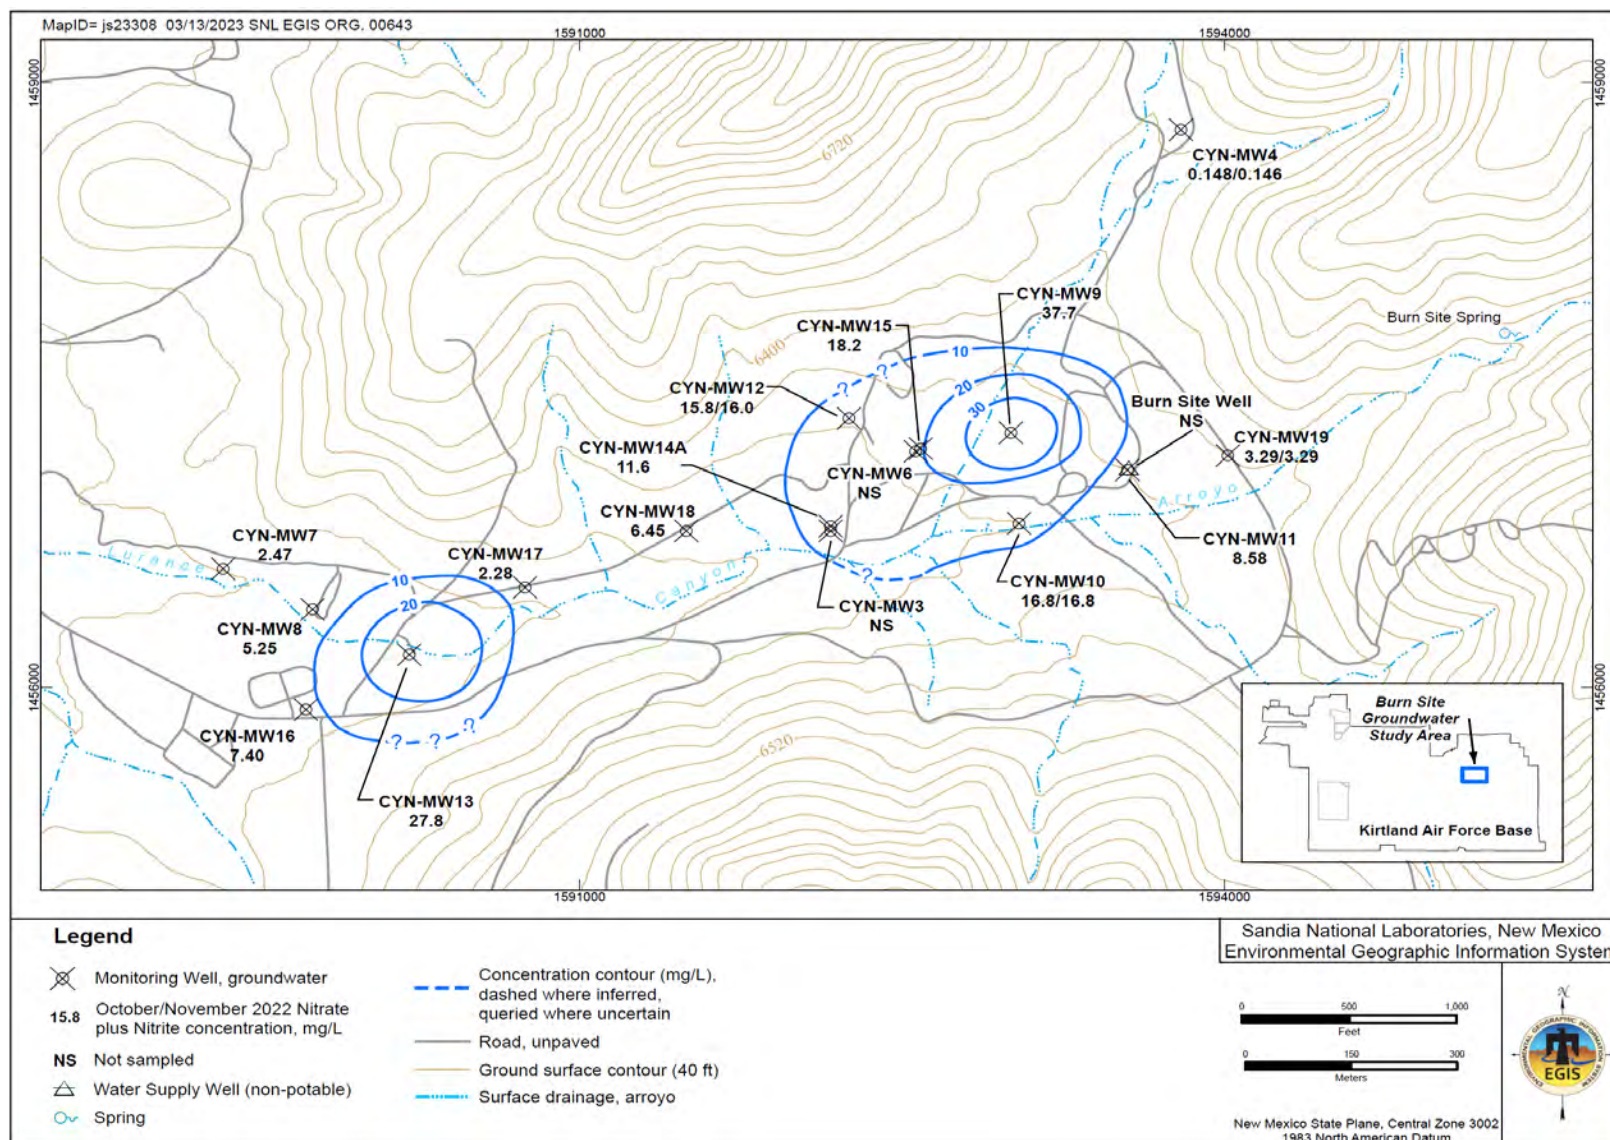 MapID= js23308 03/13/2023 SNL EGIS ORG. 00643
1591000
1594000
1459000
1459000
6720
CYN-MW4
0.148/0.146
CYN-MW9
37.7
Burn Site Spring
CYN-MW15
18.2
6400
10
?
?
20
30
CYN-MW12
15.8/16.0
Burn Site Well
NS
CYN-MW14A
11.6
CYN-MW19
3.29/3.29
CYN-MW6
NS
Arroyo
CYN-MW18
6.45
CYN-MW7
2.47
Lurance
CYN-MW17
2.28
Canyon
?
CYN-MW11
8.58
CYN-MW10
16.8/16.8
10
20
CYN-MW3
NS
CYN-MW8
5.25
1456000
1456000
CYN-MW16
7.40
? ? ?
6520
CYN-MW13
27.8
Burn Site
Groundwater
Study Area
Kirtland Air Force Base
1591000
1594000
Legend
Monitoring Well, groundwater
15.8 October/November 2022 Nitrate
plus Nitrite concentration, mg/L
NS Not sampled
Water Supply Well (non-potable)
Spring
Concentration contour (mg/L),
dashed where inferred,
queried where uncertain
Road, unpaved
Ground surface contour (40 ft)
Surface drainage, arroyo
Sandia National Laboratories, New Mexico
Environmental Geographic Information System
0 500 1,000
Feet
0 150 300
Meters
New Mexico State Plane, Central Zone 3002
1983 North American Datum
N
ENVIRONMENTAL GEOGRAPHIC INFORMATION SYSTEM
EGIS